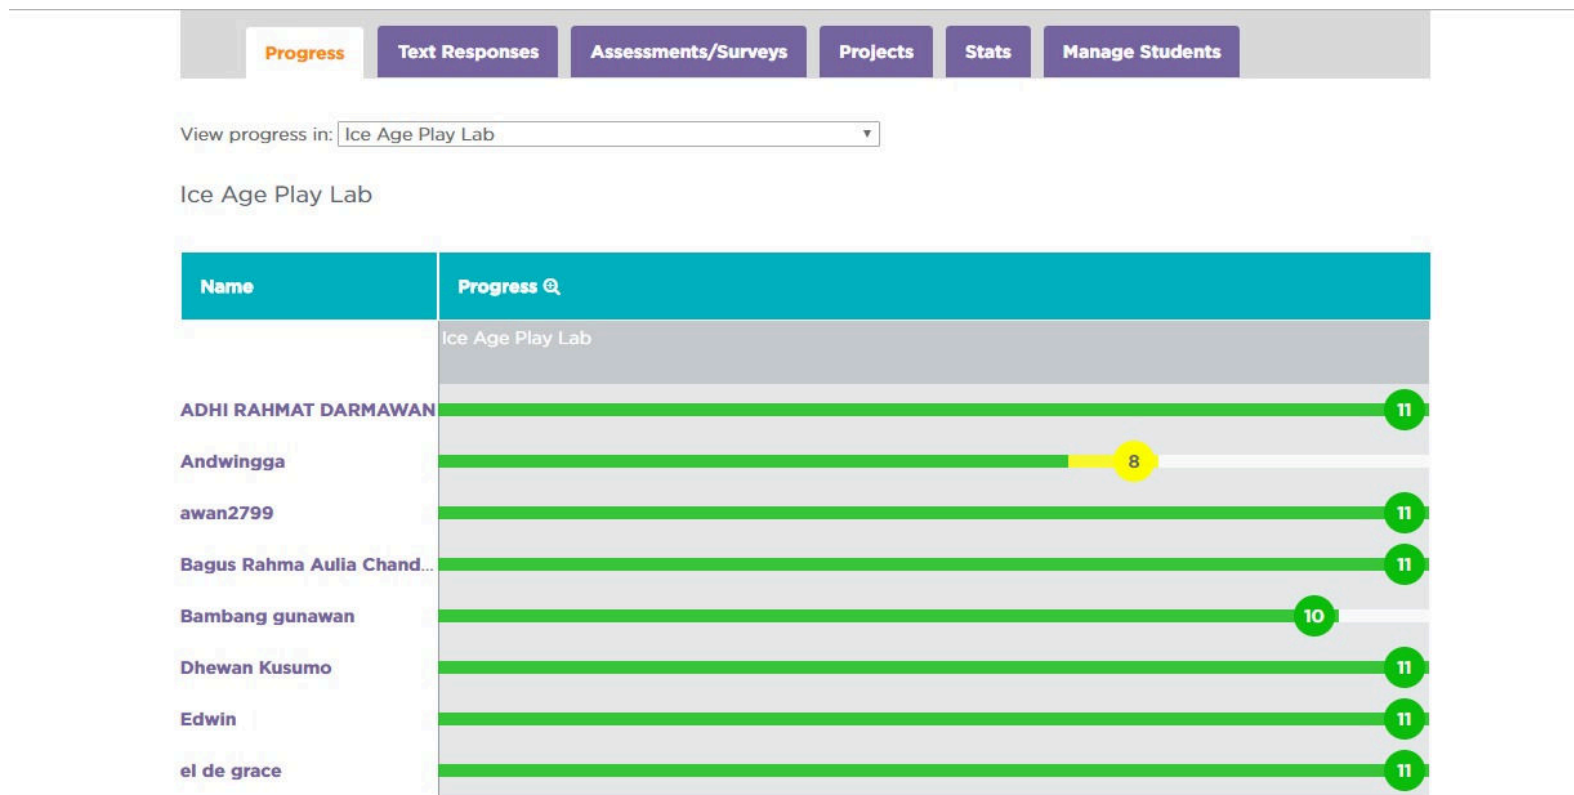 Progress Text Responses Assessments/Surveys Projects Stats Manage Students
View progress in: Ice Age Play Lab
Ice Age Play Lab
Name Progress
Ice Age Play Lab
ADHI RAHMAT DARMAWAN 11
Andwingga 8
awan2799 11
Bagus Rahma Aulia Chand... 11
Bambang gunawan 10
Dhewan Kusumo 11
Edwin 11
el de grace 11